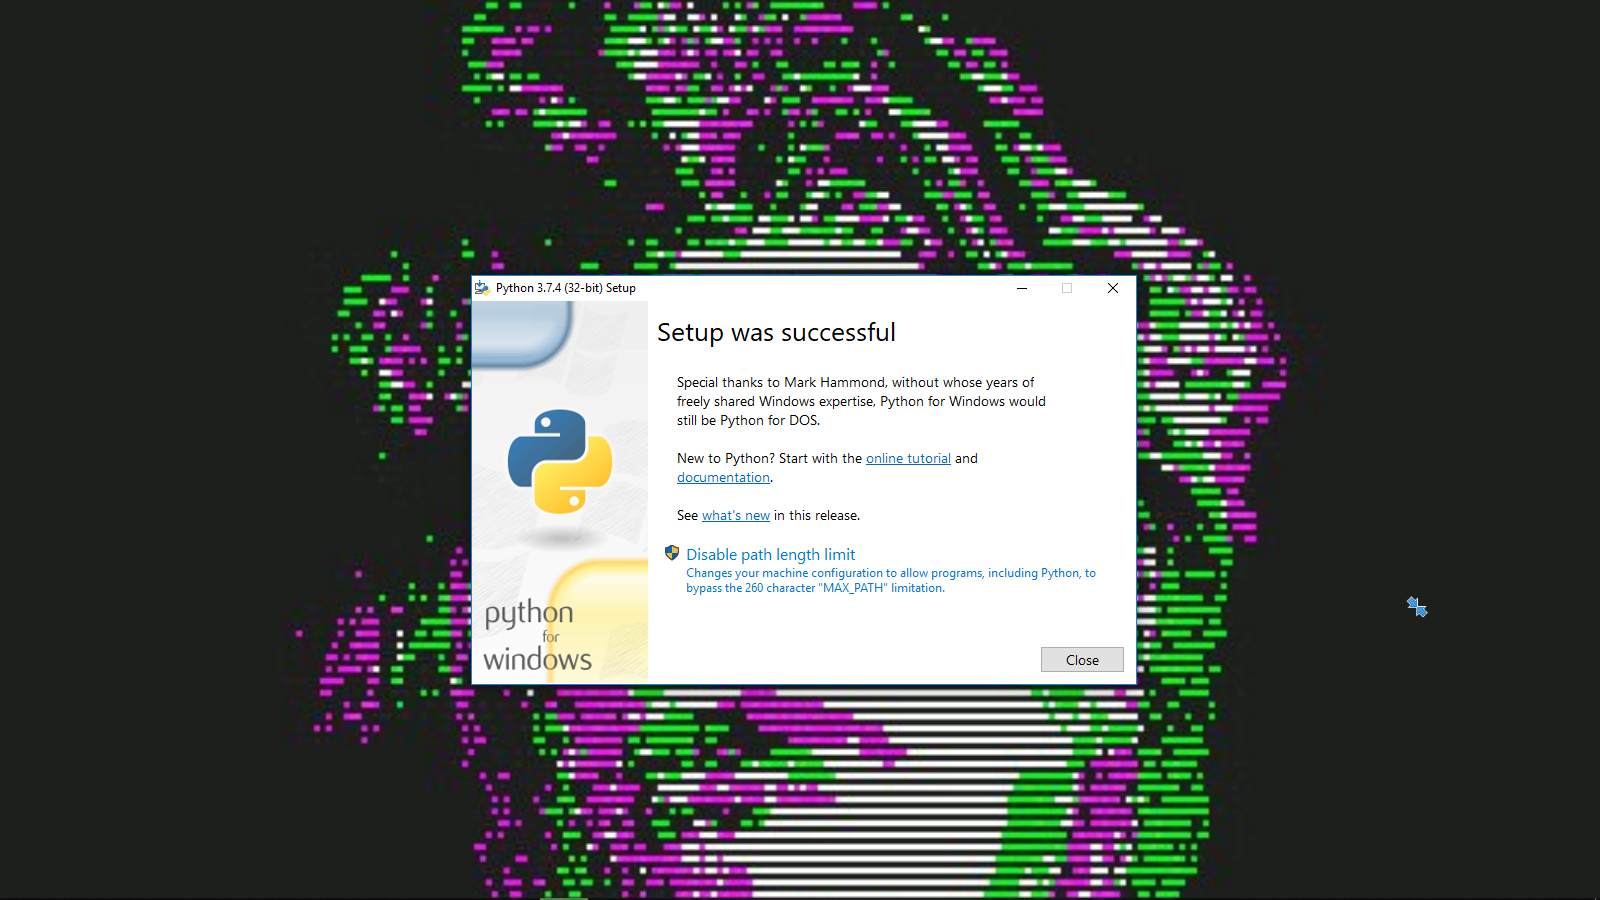 Python 3.7.4 (32-bit) Setup
Setup was successful
Special thanks to Mark Hammond, without whose years of
freely shared Windows expertise, Python for Windows would
still be Python for DOS.
New to Python? Start with the online tutorial and
documentation.
See what's new in this release.
Disable path length limit
Changes your machine configuration to allow programs, including Python, to
bypass the 260 character "MAX_PATH" limitation.
python
for
windows
Close